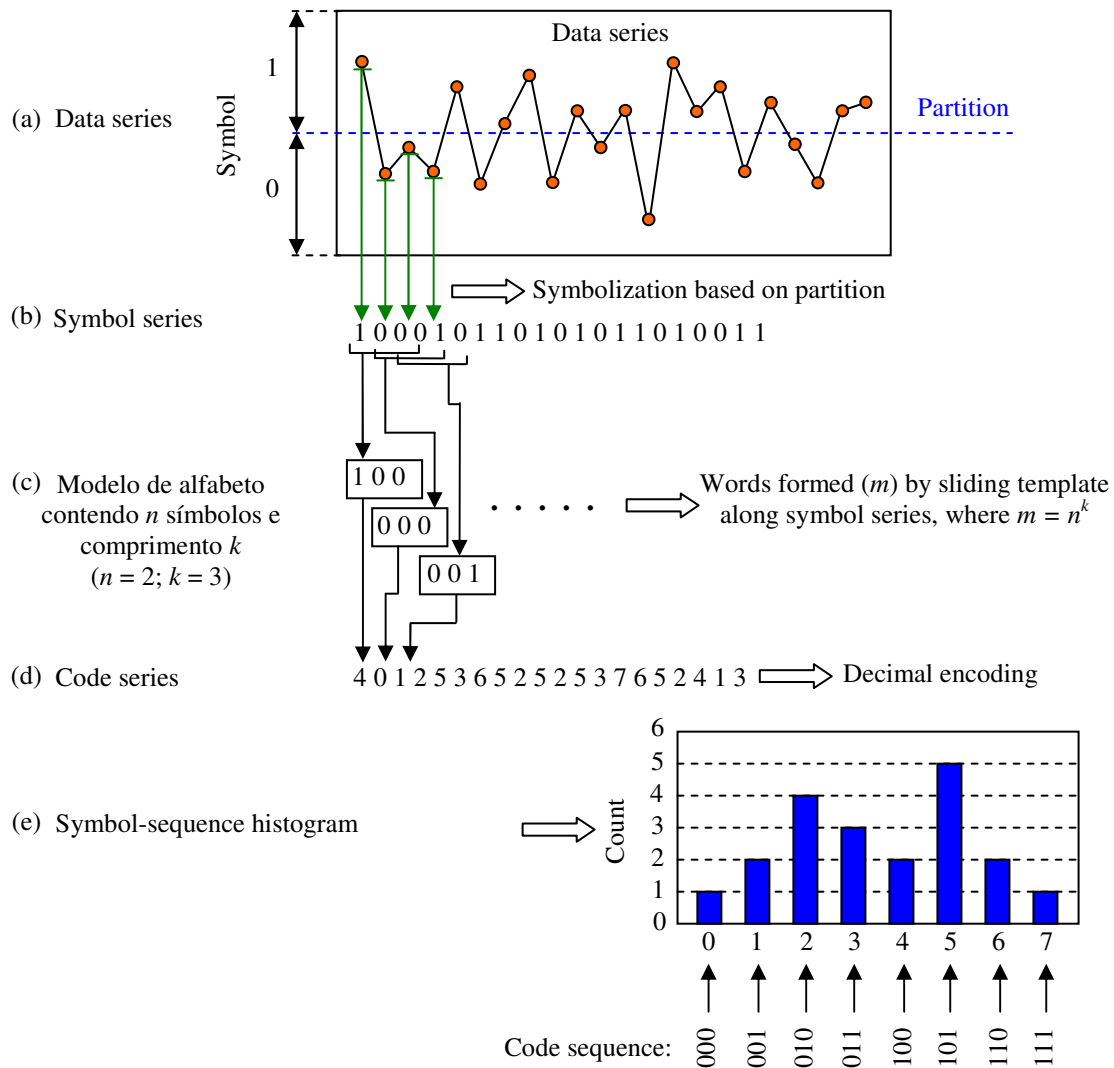 Data series
1
(a) Data series
Symbol
Partition
0
Symbolization based on partition
(b) Symbol series
1 0 0 0 1 0 1 1 0 1 0 1 0 1 1 0 1 0 0 1 1
1 0 0
(c) Modelo de alfabeto
contendo n símbolos e
comprimento k
(n = 2; k = 3)
0 0 0
. . . . .
Words formed (m) by sliding template
along symbol series, where m = n^k
0 0 1
(d) Code series
4 0 1 2 5 3 6 5 2 5 2 5 3 7 6 5 2 4 1 3
Decimal encoding
(e) Symbol-sequence histogram
Count
6
5
4
3
2
1
0
0 1 2 3 4 5 6 7
Code sequence:
000 001 010 011 100 101 110 111